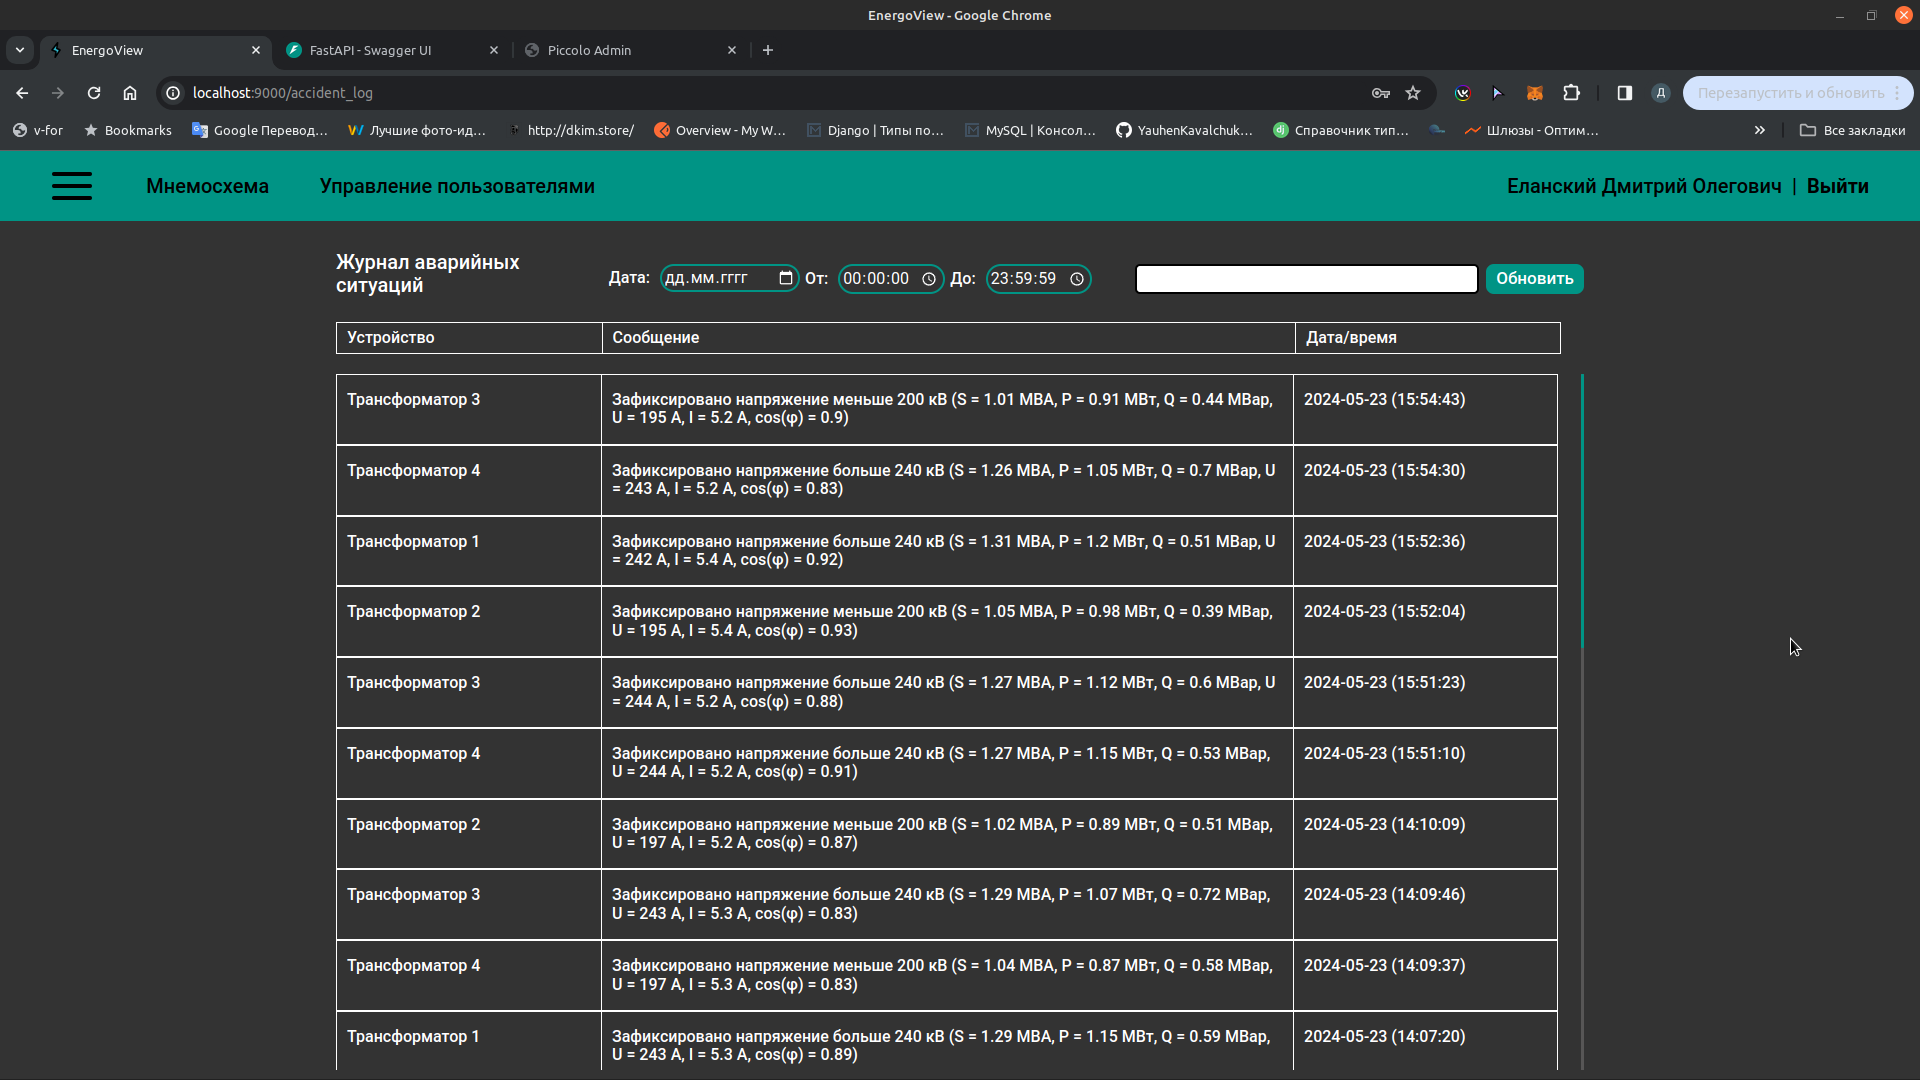 EnergoView - Google Chrome
EnergoView
FastAPI - Swagger UI
Piccolo Admin
localhost:9000/accident_log
Д
Перезапустить и обновить
v-for
Bookmarks
Google Перевод...
Лучшие фото-ид...
http://dkim.store/
Overview - My W...
Django | Типы по...
MySQL | Консол...
YauhenKavalchuk...
Справочник тип...
Шлюзы - Оптим...
Все закладки
Мнемосхема
Управление пользователями
Еланский Дмитрий Олегович | Выйти
Журнал аварийных
ситуаций
Дата: дд.мм.гггг От: 00:00:00 До: 23:59:59
Обновить
Устройство Сообщение Дата/время
Трансформатор 3
Зафиксировано напряжение меньше 200 кВ (S = 1.01 МВА, P = 0.91 МВт, Q = 0.44 МВар,
U = 195 А, I = 5.2 А, cos(φ) = 0.9)
2024-05-23 (15:54:43)
Трансформатор 4
Зафиксировано напряжение больше 240 кВ (S = 1.26 МВА, P = 1.05 МВт, Q = 0.7 МВар, U
= 243 А, I = 5.2 А, cos(φ) = 0.83)
2024-05-23 (15:54:30)
Трансформатор 1
Зафиксировано напряжение больше 240 кВ (S = 1.31 МВА, P = 1.2 МВт, Q = 0.51 МВар, U
= 242 А, I = 5.4 А, cos(φ) = 0.92)
2024-05-23 (15:52:36)
Трансформатор 2
Зафиксировано напряжение меньше 200 кВ (S = 1.05 МВА, P = 0.98 МВт, Q = 0.39 МВар,
U = 195 А, I = 5.4 А, cos(φ) = 0.93)
2024-05-23 (15:52:04)
Трансформатор 3
Зафиксировано напряжение больше 240 кВ (S = 1.27 МВА, P = 1.12 МВт, Q = 0.6 МВар, U
= 244 А, I = 5.2 А, cos(φ) = 0.88)
2024-05-23 (15:51:23)
Трансформатор 4
Зафиксировано напряжение больше 240 кВ (S = 1.27 МВА, P = 1.15 МВт, Q = 0.53 МВар,
U = 244 А, I = 5.2 А, cos(φ) = 0.91)
2024-05-23 (15:51:10)
Трансформатор 2
Зафиксировано напряжение меньше 200 кВ (S = 1.02 МВА, P = 0.89 МВт, Q = 0.51 МВар,
U = 197 А, I = 5.2 А, cos(φ) = 0.87)
2024-05-23 (14:10:09)
Трансформатор 3
Зафиксировано напряжение больше 240 кВ (S = 1.29 МВА, P = 1.07 МВт, Q = 0.72 МВар,
U = 243 А, I = 5.3 А, cos(φ) = 0.83)
2024-05-23 (14:09:46)
Трансформатор 4
Зафиксировано напряжение меньше 200 кВ (S = 1.04 МВА, P = 0.87 МВт, Q = 0.58 МВар,
U = 197 А, I = 5.3 А, cos(φ) = 0.83)
2024-05-23 (14:09:37)
Трансформатор 1
Зафиксировано напряжение больше 240 кВ (S = 1.29 МВА, P = 1.15 МВт, Q = 0.59 МВар,
U = 243 А, I = 5.3 А, cos(φ) = 0.89)
2024-05-23 (14:07:20)